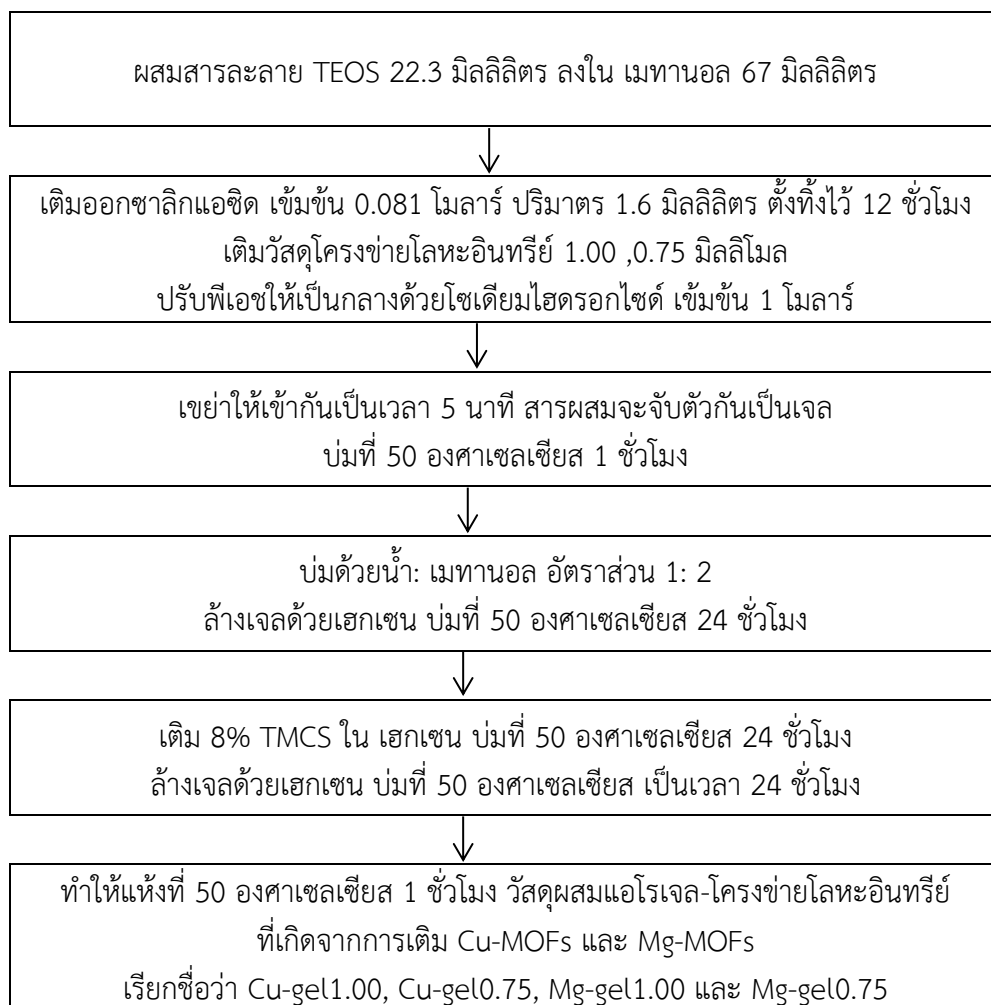 ผสมสารละลาย TEOS 22.3 มิลลิลิตร ลงใน เมทานอล 67 มิลลิลิตร
เติมออกซาลิกแอซิด เข้มข้น 0.081 โมลาร์ ปริมาตร 1.6 มิลลิลิตร ตั้งทิ้งไว้ 12 ชั่วโมง
เติมวัสดุโครงข่ายโลหะอินทรีย์ 1.00 ,0.75 มิลลิโมล
ปรับพีเอชให้เป็นกลางด้วยโซเดียมไฮดรอกไซด์ เข้มข้น 1 โมลาร์
เขย่าให้เข้ากันเป็นเวลา 5 นาที สารผสมจะจับตัวกันเป็นเจล
บ่มที่ 50 องศาเซลเซียส 1 ชั่วโมง
บ่มด้วยน้ำ: เมทานอล อัตราส่วน 1: 2
ล้างเจลด้วยเฮกเซน บ่มที่ 50 องศาเซลเซียส 24 ชั่วโมง
เติม 8% TMCS ใน เฮกเซน บ่มที่ 50 องศาเซลเซียส 24 ชั่วโมง
ล้างเจลด้วยเฮกเซน บ่มที่ 50 องศาเซลเซียส เป็นเวลา 24 ชั่วโมง
ทำให้แห้งที่ 50 องศาเซลเซียส 1 ชั่วโมง วัสดุผสมแอโรเจล-โครงข่ายโลหะอินทรีย์
ที่เกิดจากการเติม Cu-MOFs และ Mg-MOFs
เรียกชื่อว่า Cu-gel1.00, Cu-gel0.75, Mg-gel1.00 และ Mg-gel0.75